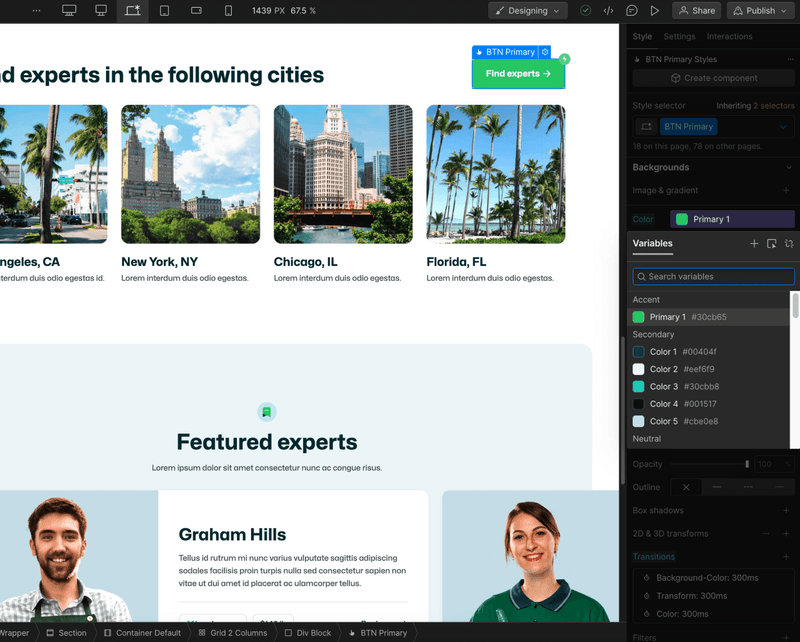 1439 PX 67.5 %
Designing
Share
Publish
Style Settings Interactions
BTN Primary Styles
Create component
Style selector Inheriting 2 selectors
BTN Primary
18 on this page, 78 on other pages.
Backgrounds
Image & gradient
Color Primary 1
Variables
Search variables
Accent
Primary 1 #30cb65
Secondary
Color 1 #00404f
Color 2 #eef6f9
Color 3 #30cbb8
Color 4 #001517
Color 5 #cbe0e8
Neutral
Opacity 100 %
Outline
Box shadows
2D & 3D transforms
Transitions
Background-Color: 300ms
Transform: 300ms
Color: 300ms
Filters
BTN Primary
d experts in the following cities
Find experts →
ngeles, CA
terdum duis odio egestas id.
New York, NY
Lorem interdum duis odio egestas.
Chicago, IL
Lorem interdum duis odio egestas.
Florida, FL
Lorem interdum duis odio egestas.
Featured experts
Lorem ipsum dolor sit amet consectetur nunc ac congue risus.
Graham Hills
Tellus id rutrum mi nunc varius vulputate sagittis adipiscing
sodales facilisis proin turpis nulla sed consectetur sapien non
vitae ut dui amet id placerat ac ulamcorper tellus.
Wrapper Section Container Default Grid 2 Columns Div Block BTN Primary